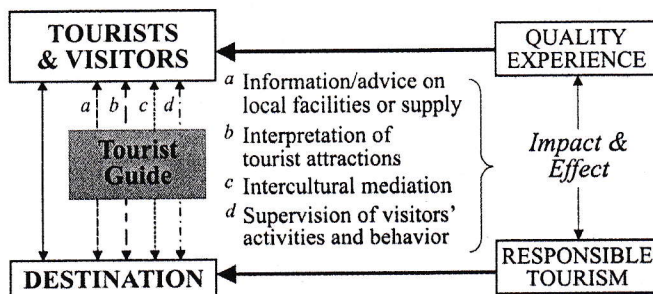 TOURISTS
& VISITORS
QUALITY
EXPERIENCE
a b c d
a Information/advice on
local facilities or supply
b Interpretation of
tourist attractions
c Intercultural mediation
d Supervision of visitors'
activities and behavior
Tourist
Guide
Impact &
Effect
DESTINATION
RESPONSIBLE
TOURISM